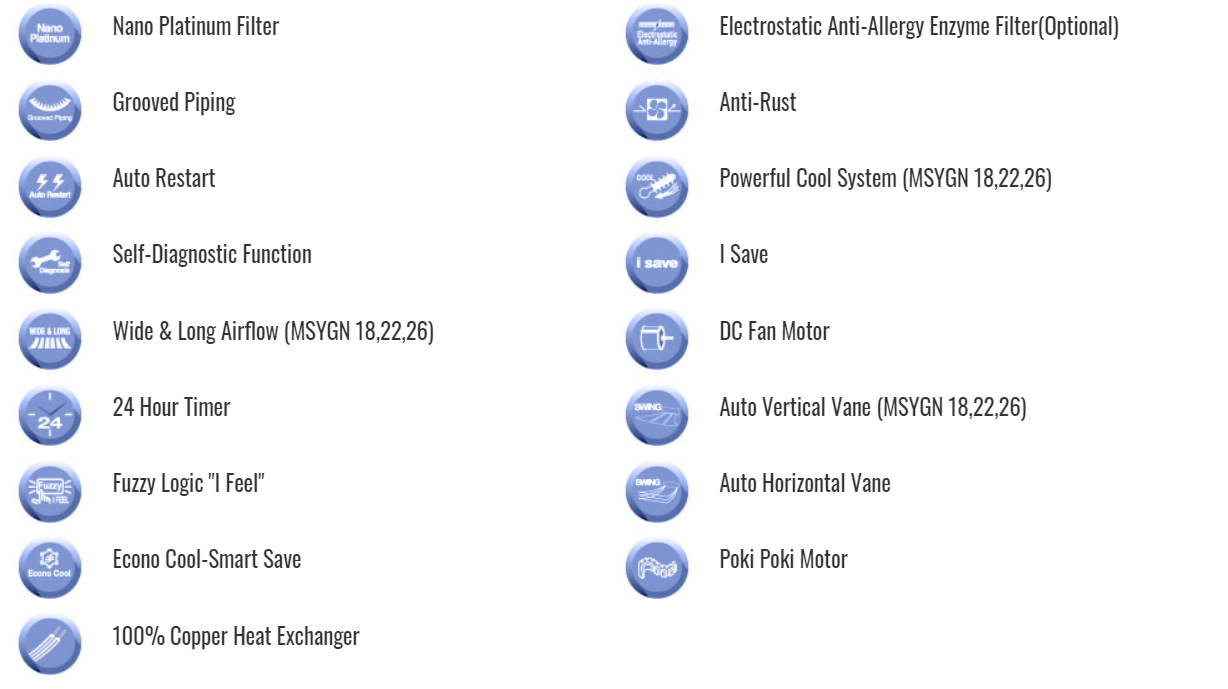 Nano
Platinum
Nano Platinum Filter
Electrostatic
Anti-Allergy
Electrostatic Anti-Allergy Enzyme Filter(Optional)
Grooved Piping
Grooved Piping
Anti-Rust
Auto Restart
Auto Restart
COOL
Powerful Cool System (MSYGN 18,22,26)
Self
Diagnosis
Self-Diagnostic Function
i save
I Save
WIDE & LONG
Wide & Long Airflow (MSYGN 18,22,26)
DC Fan Motor
24
24 Hour Timer
SWING
Auto Vertical Vane (MSYGN 18,22,26)
Fuzzy
I FEEL
Fuzzy Logic "I Feel"
SWING
Auto Horizontal Vane
Econo Cool
Econo Cool-Smart Save
Poki Poki Motor
100% Copper Heat Exchanger